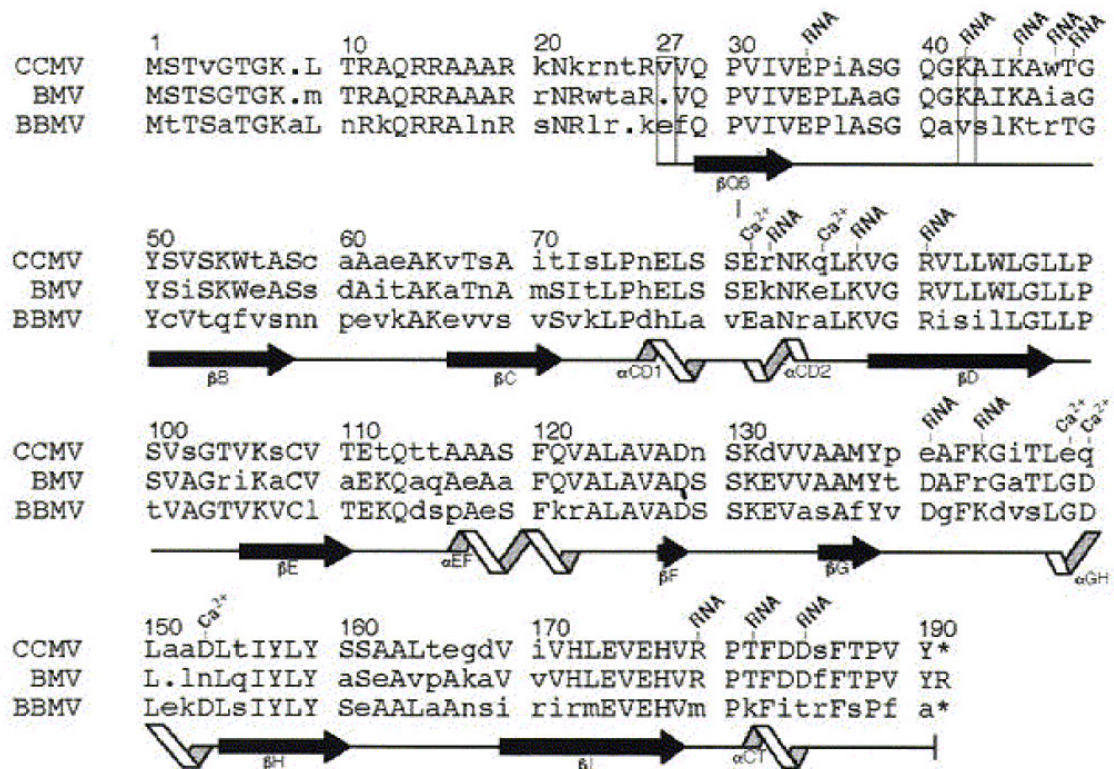 RNA RNA RNA RNA RNA
1 10 20 27 30 40
CCMV MSTvGTGK.L TRAQRRAAAR kNkrntRvVQ PVIVEPiASG QGKAIKAwTG
BMV MSTSGTGK.m TRAQRRAAAR rNRwtaR.VQ PVIVEPLAaG QGKAIKAiaG
BBMV MtTSaTGKaL nRkQRRAlnR sNRlr.kefQ PVIVEPlASG QavslKtrTG
Ca2+ RNA Ca2+ RNA RNA
50 60 70
CCMV YSVSKWtASc aAaeAKvTsA itIsLPnELS SErNKqLKVG RVLLWLGLLP
BMV YSiSKWeASs dAitAKaTnA mSItLPhELS SEkNKeLKVG RVLLWLGLLP
BBMV YcVtqfvsnn pevkAKevvs vSvkLPdhLa vEaNraLKVG RisilLGLLP
βB βC αCD1 αCD2 βD
RNA RNA Ca2+ Ca2+
100 110 120 130
CCMV SVsGTVKsCV TEtQttAAAS FQVALAVADn SKdVVAAMYp eAFKGiTLeq
BMV SVAGriKaCV aEKQaqAeAa FQVALAVADS SKEVVAAMYt DAFrGaTLGD
BBMV tVAGTVKVCl TEKQdspAeS FkrALAVADS SKEVasAfYv DgFKdvsLGD
βE αEF βF βG αGH
Ca2+ RNA RNA RNA
150 160 170 190
CCMV LaaDLtIYLY SSAALtegdV iVHLEVEHVR PTFDDsFTPV Y*
BMV L.lnLqIYLY aSeAvpAkaV vVHLEVEHVR PTFDDfFTPV YR
BBMV LekDLsIYLY SeAALaAnsi rirmEVEHVm PkFitrFsPf a*
βH βI αCT